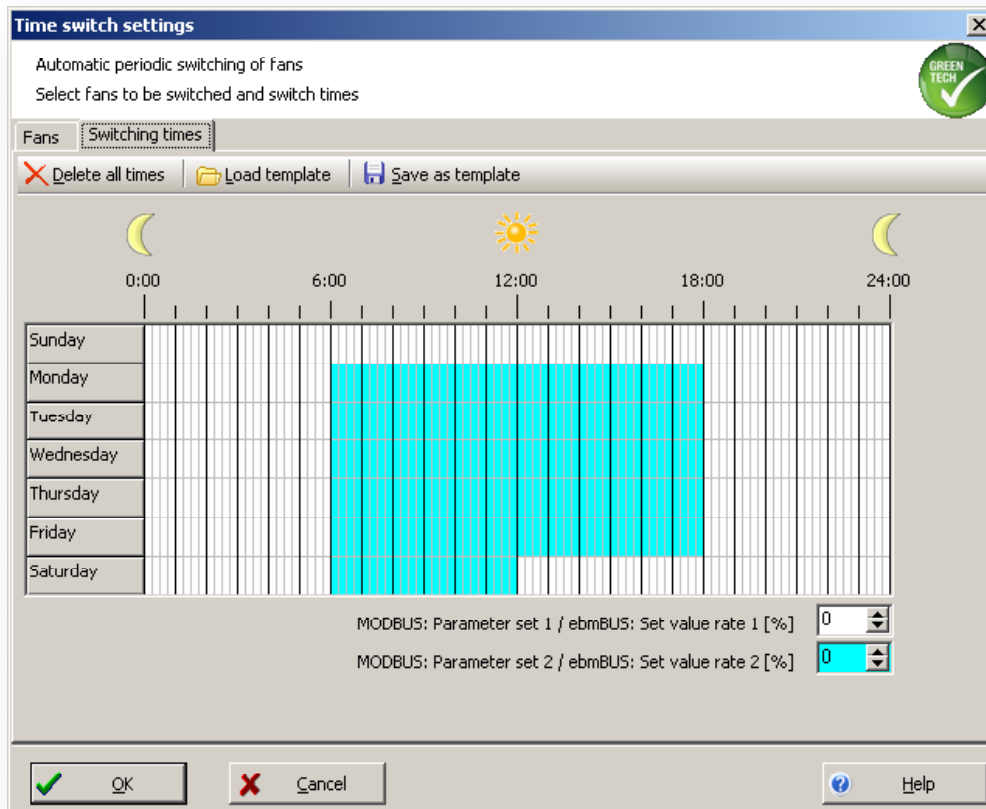 Time switch settings
Automatic periodic switching of fans
Select fans to be switched and switch times
GREEN
TECH
Fans Switching times
Delete all times Load template Save as template
0:00 6:00 12:00 18:00 24:00
Sunday
Monday
Tuesday
Wednesday
Thursday
Friday
Saturday
MODBUS: Parameter set 1 / ebmBUS: Set value rate 1 [%] 0
MODBUS: Parameter set 2 / ebmBUS: Set value rate 2 [%] 0
OK Cancel Help